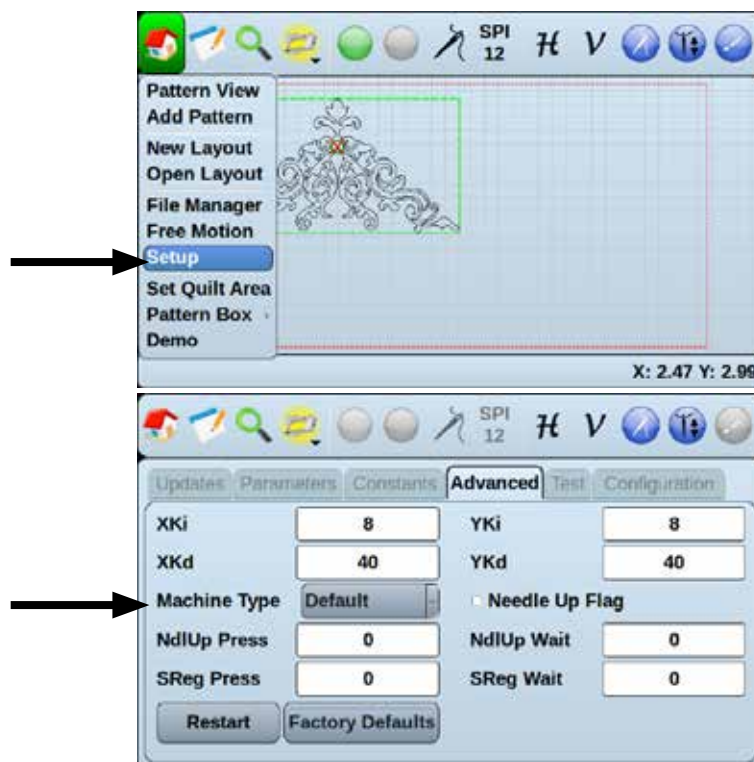 SPI
12
H V
Pattern View
Add Pattern
New Layout
Open Layout
File Manager
Free Motion
Setup
Set Quilt Area
Pattern Box
Demo
X: 2.47 Y: 2.99
SPI
12
H V
Updates Parameters Constants Advanced Test Configuration
XKi 8 YKi 8
XKd 40 YKd 40
Machine Type Default Needle Up Flag
NdlUp Press 0 NdlUp Wait 0
SReg Press 0 SReg Wait 0
Restart Factory Defaults